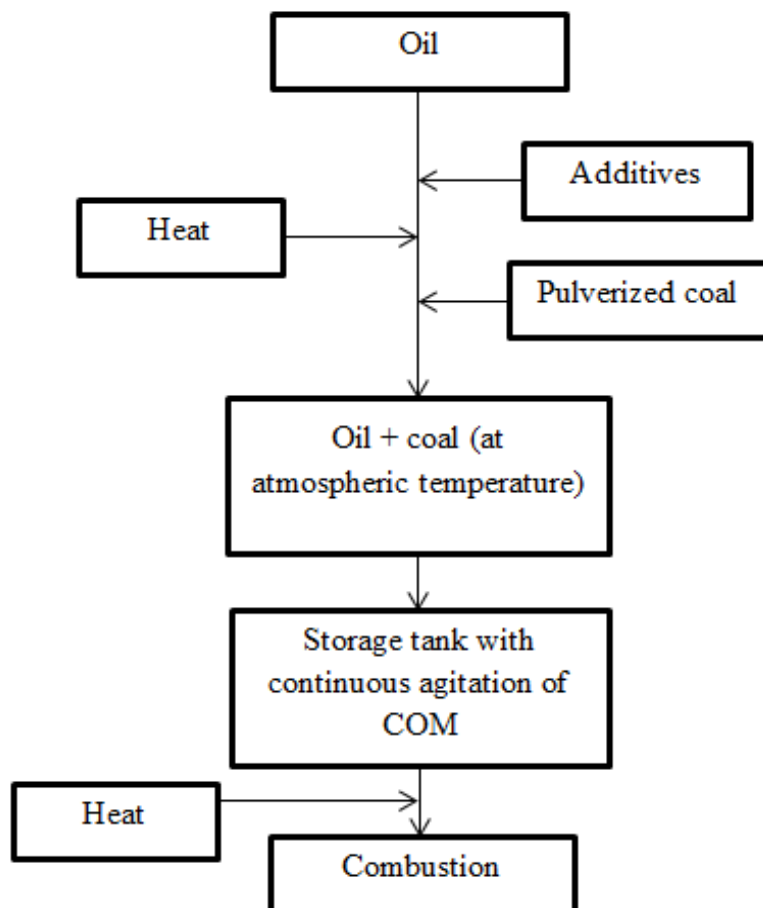 Oil
Additives
Heat
Pulverized coal
Oil + coal (at
atmospheric temperature)
Storage tank with
continuous agitation of
COM
Heat
Combustion